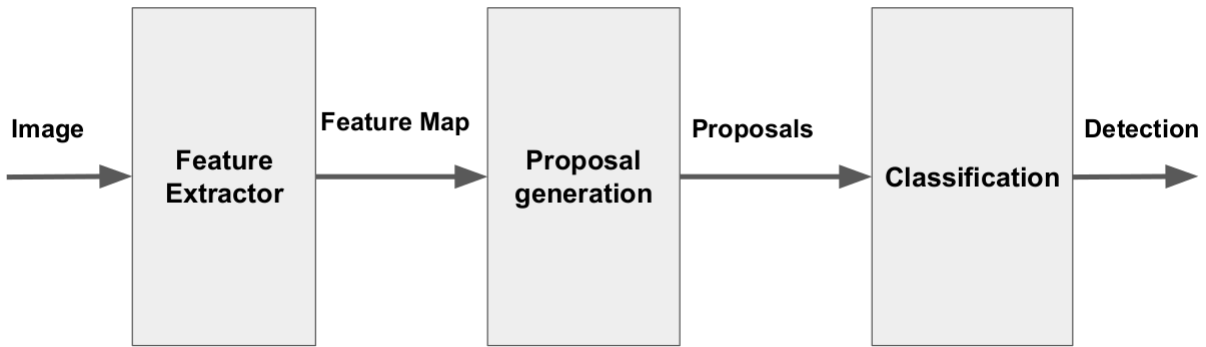 Image
Feature
Extractor
Feature Map
Proposal
generation
Proposals
Classification
Detection